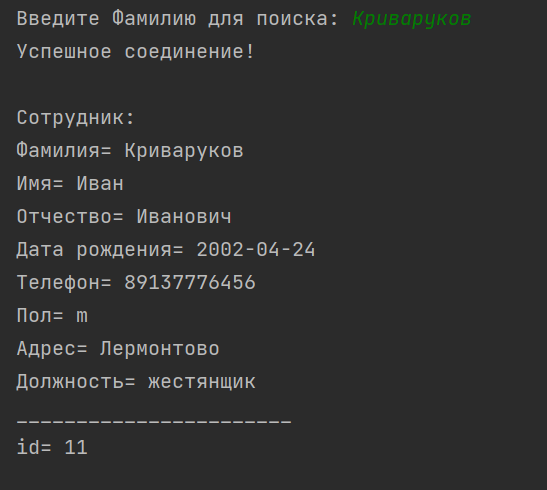 Введите Фамилию для поиска: Криваруков
Успешное соединение!
Сотрудник:
Фамилия= Криваруков
Имя= Иван
Отчество= Иванович
Дата рождения= 2002-04-24
Телефон= 89137776456
Пол= m
Адрес= Лермонтово
Должность= жестянщик
_______________________
id= 11